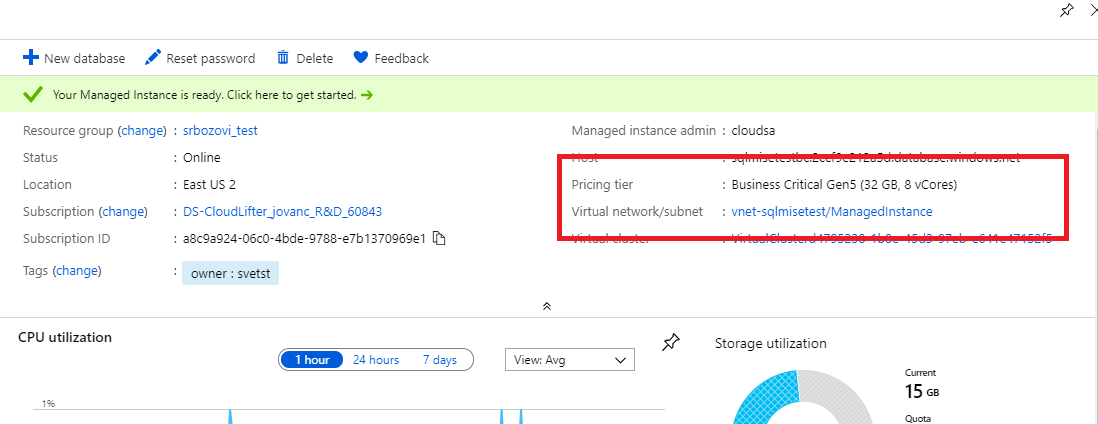 New database Reset password Delete Feedback
Your Managed Instance is ready. Click here to get started.
Resource group (change) : srbozovi_test
Managed instance admin : cloudsa
Status : Online
Host
Location : East US 2
Pricing tier : Business Critical Gen5 (32 GB, 8 vCores)
Subscription (change) : DS-CloudLifter_jovanc_R&D_60843
Virtual network/subnet : vnet-sqlmisetest/ManagedInstance
Subscription ID : a8c9a924-06c0-4bde-9788-e7b1370969e1
Virtual cluster
Tags (change) : owner : svetst
CPU utilization
1 hour 24 hours 7 days
View: Avg
1%
Storage utilization
Current
15 GB
Quota